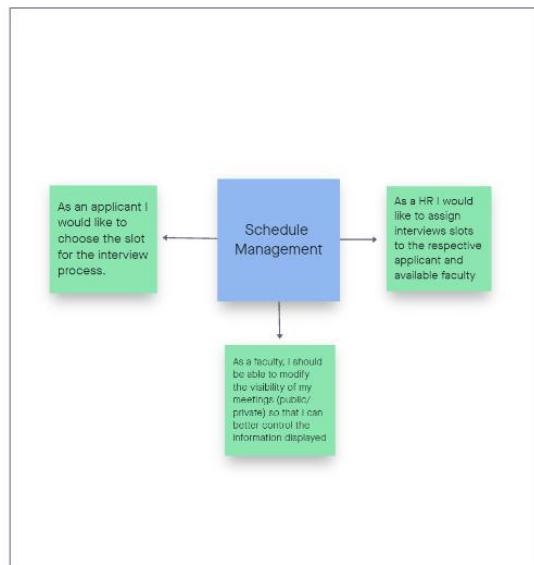 As an applicant I
would like to
choose the slot
for the interview
process.
Schedule
Management
As a HR I would
like to assign
interviews slots
to the respective
applicant and
available faculty
As a faculty, I should
be able to modify
the visibility of my
meetings (public/
private) so that I can
better control the
information displayed